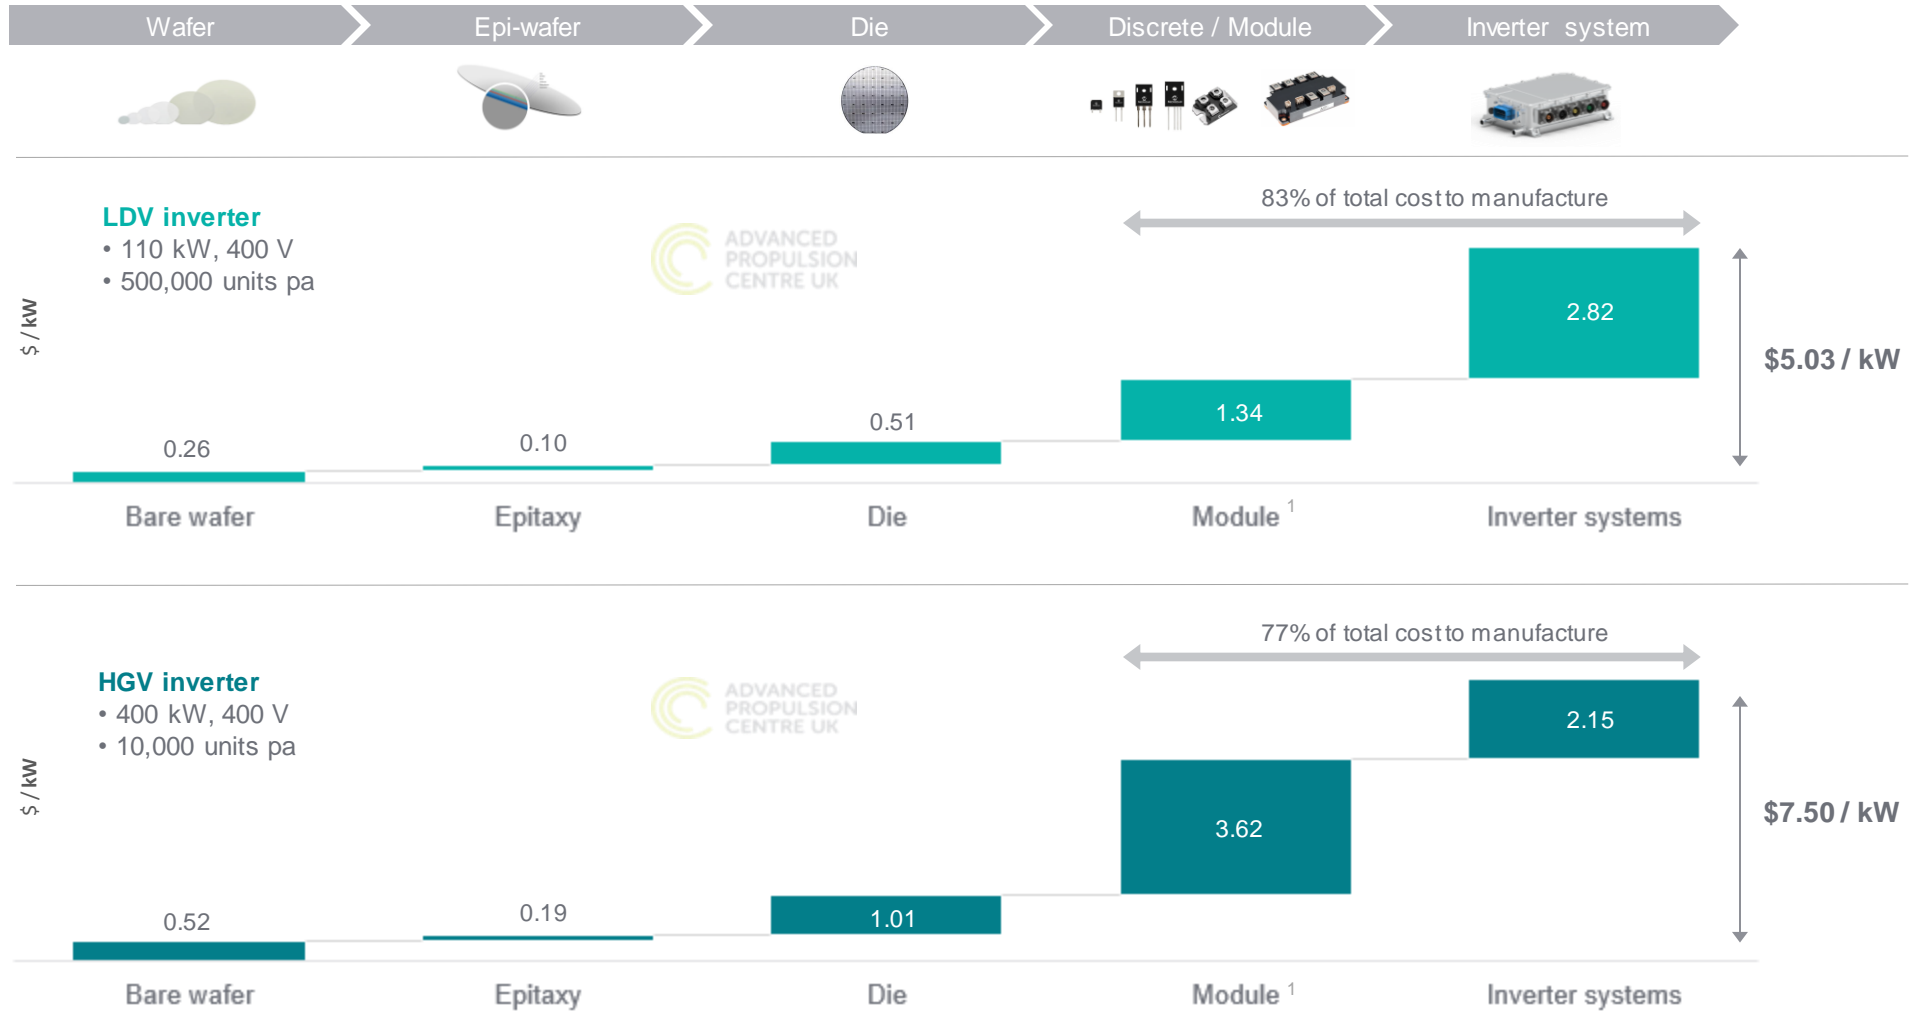 Wafer
Epi-wafer
Die
Discrete / Module
Inverter system
LDV inverter
• 110 kW, 400 V
• 500,000 units pa
ADVANCED
PROPULSION
CENTRE UK
83% of total cost to manufacture
$ / kW
0.26
0.10
0.51
1.34
2.82
$5.03 / kW
Bare wafer
Epitaxy
Die
Module 1
Inverter systems
HGV inverter
• 400 kW, 400 V
• 10,000 units pa
ADVANCED
PROPULSION
CENTRE UK
77% of total cost to manufacture
$ / kW
0.52
0.19
1.01
3.62
2.15
$7.50 / kW
Bare wafer
Epitaxy
Die
Module 1
Inverter systems